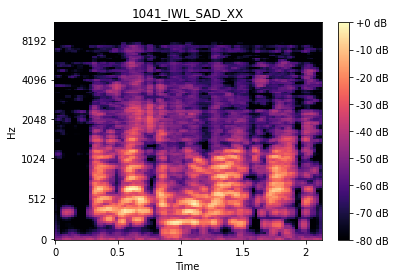 1041_IWL_SAD_XX
+0 dB
8192
-10 dB
4096
-20 dB
-30 dB
2048
Hz
-40 dB
1024
-50 dB
512
-60 dB
-70 dB
0
-80 dB
0
0.5
1
1.5
2
Time